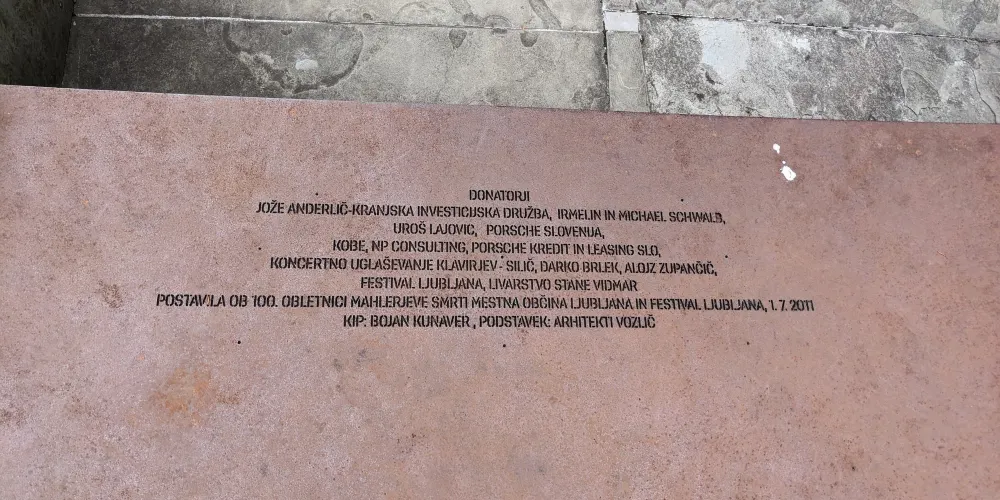 DONATORJI
JOŽE ANDERLIČ-KRANJSKA INVESTICIJSKA DRUŽBA, IRMELIN IN MICHAEL SCHWALB,
UROŠ LAJOVIC, PORSCHE SLOVENIJA,
KOBE, NP CONSULTING, PORSCHE KREDIT IN LEASING SLO,
KONCERTNO UGLAŠEVANJE KLAVIRJEV - SILIČ, DARKO BRLEK, ALOJZ ZUPANČIČ,
FESTIVAL LJUBLJANA, LIVARSTVO STANE VIDMAR
POSTAVILA OB 100. OBLETNICI MAHLERJEVE SMRTI MESTNA OBČINA LJUBLJANA IN FESTIVAL LJUBLJANA, 1. 7. 2011
KIP: BOJAN KUNAVER , PODSTAVEK: ARHITEKTI VOZLIČ